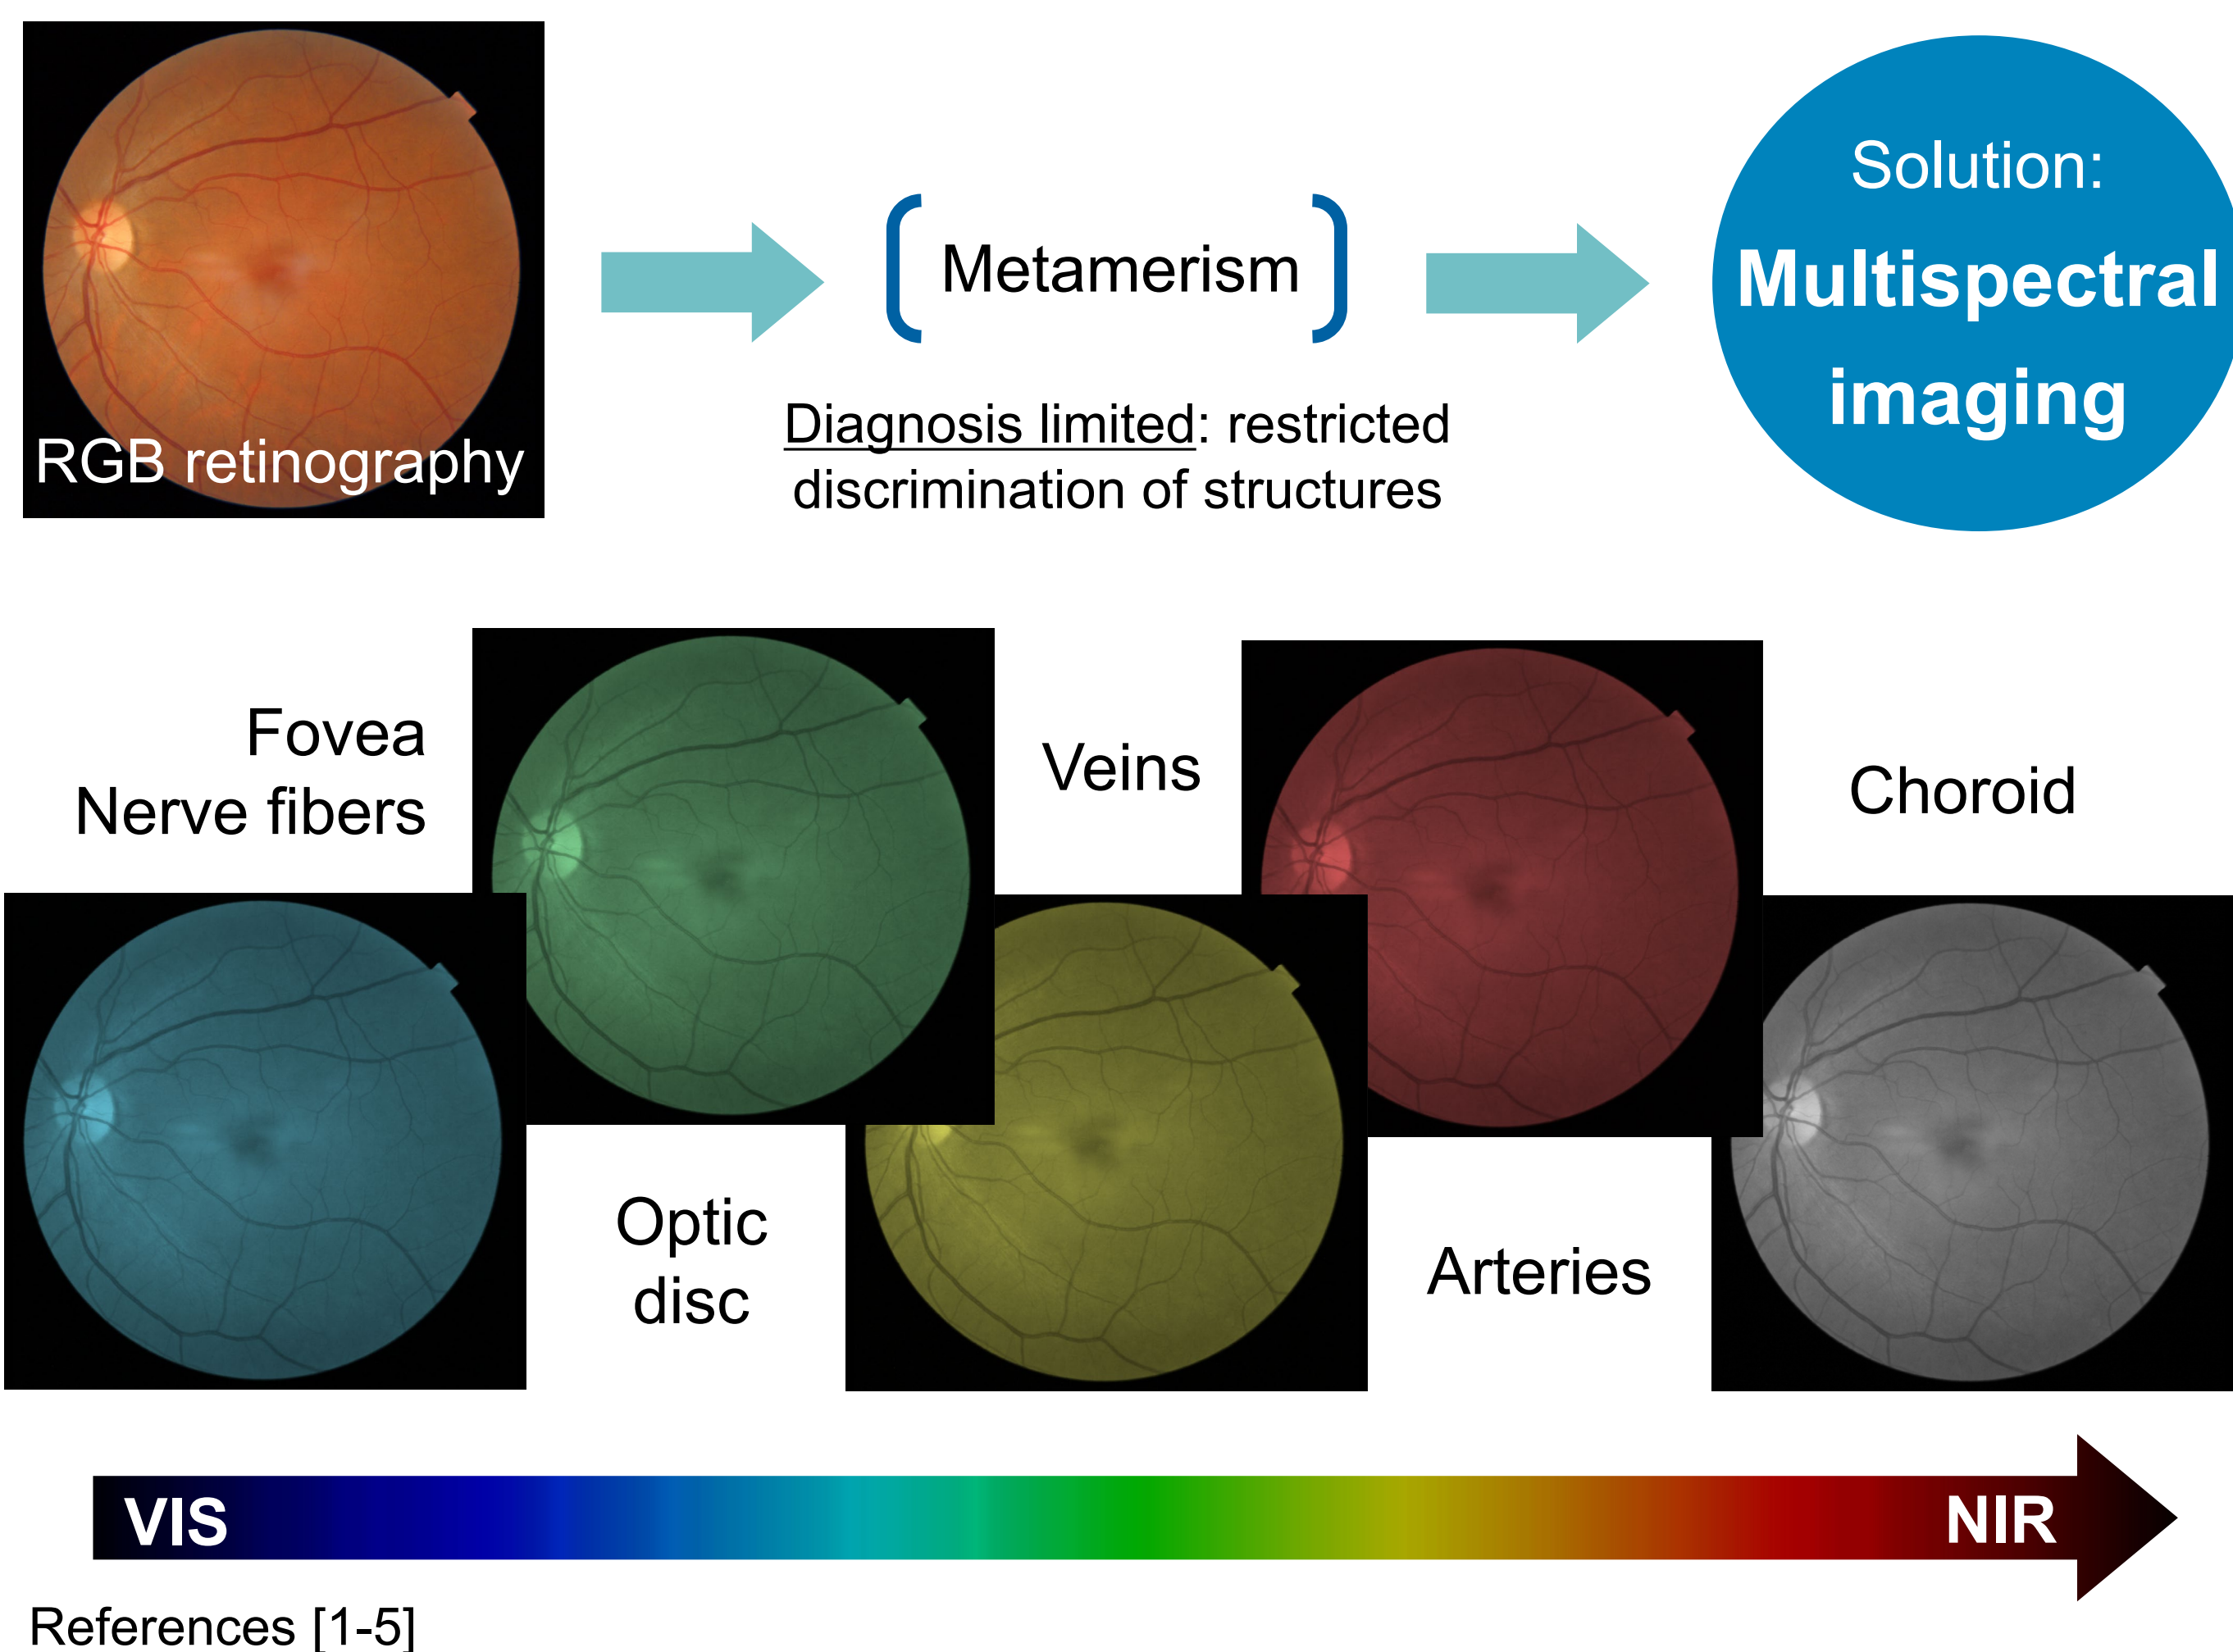 RGB retinography
Metamerism
Diagnosis limited: restricted
discrimination of structures
Solution:
Multispectral
imaging
Fovea
Nerve fibers
Veins
Choroid
Optic
disc
Arteries
VIS
NIR
References [1-5]